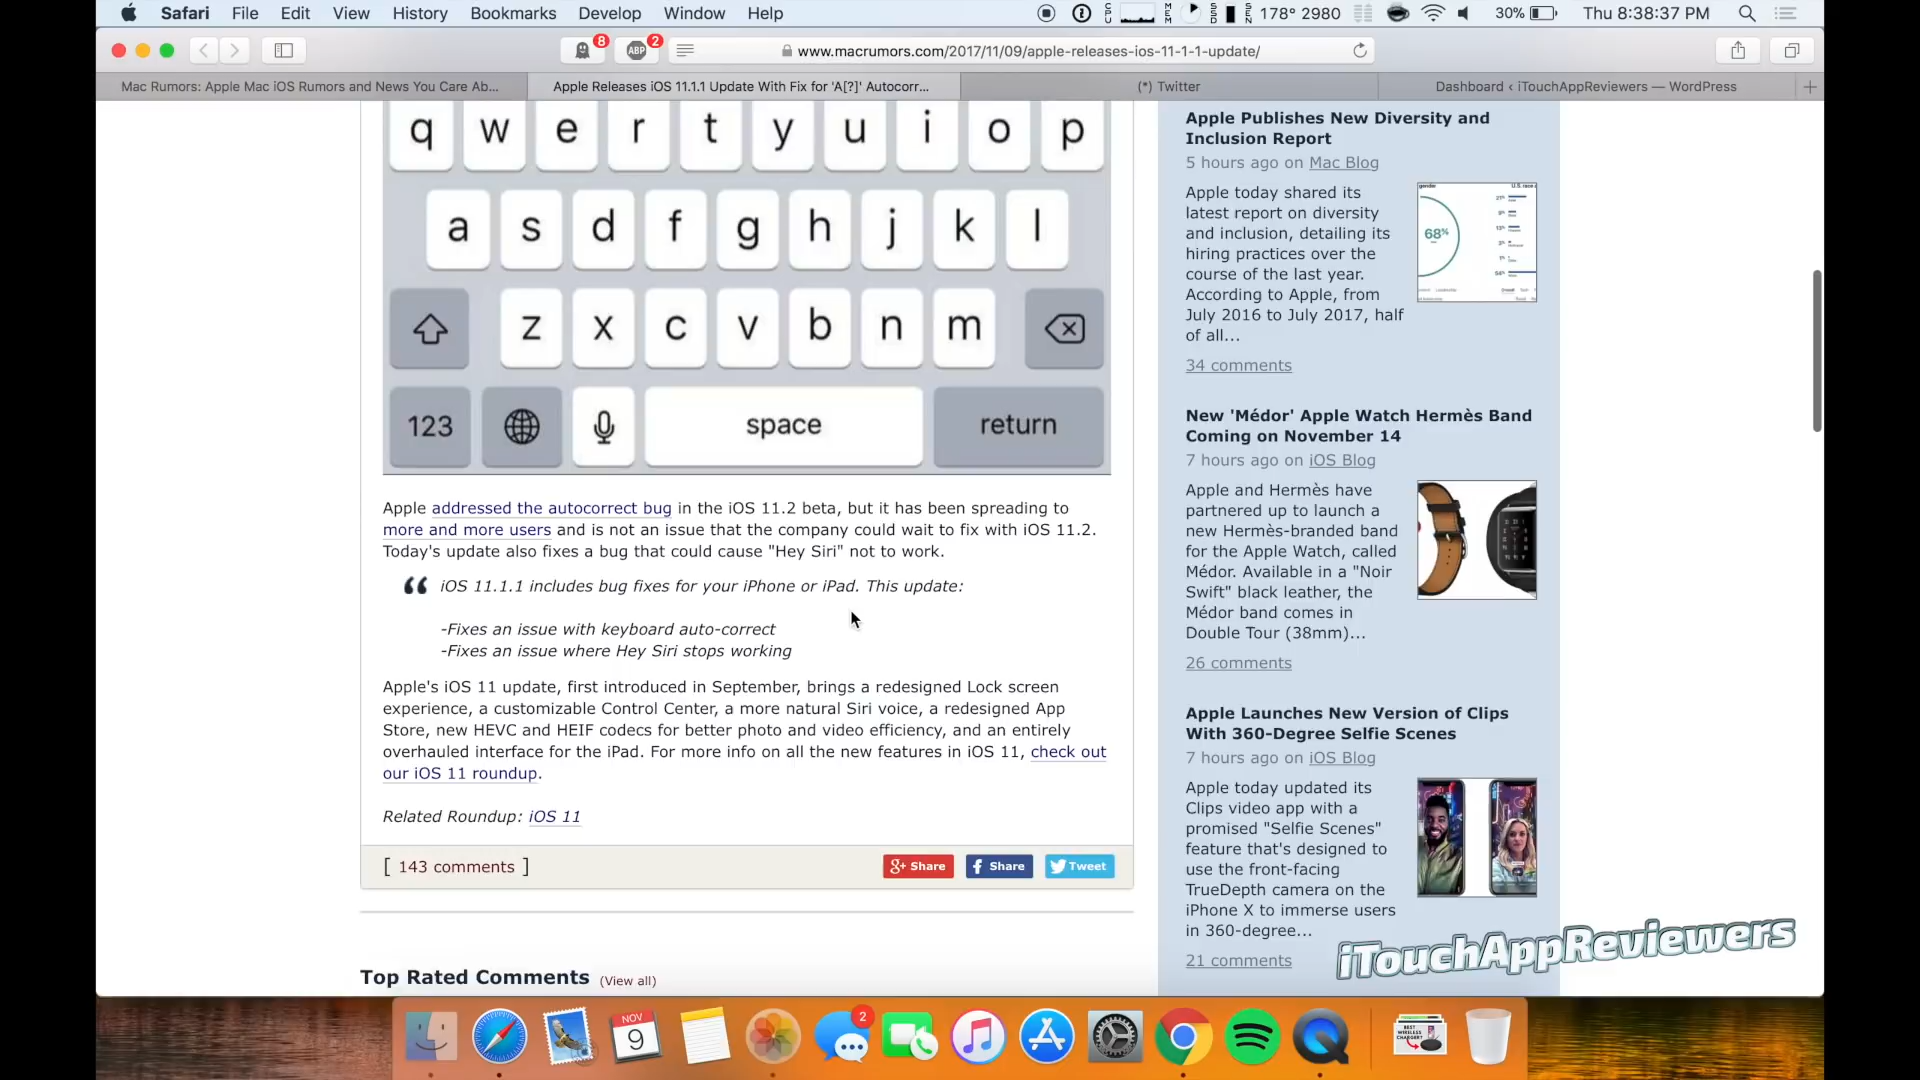 Safari File Edit View History Bookmarks Develop Window Help
178° 2980 30% Thu 8:38:37 PM
8
ABP 2
www.macrumors.com/2017/11/09/apple-releases-ios-11-1-1-update/
Mac Rumors: Apple Mac iOS Rumors and News You Care Ab...
Apple Releases iOS 11.1.1 Update With Fix for 'A[?]' Autocorr...
(*) Twitter
Dashboard ‹ iTouchAppReviewers — WordPress
q w e r t y u i o p
a s d f g h j k l
z x c v b n m
123 space return
Apple addressed the autocorrect bug in the iOS 11.2 beta, but it has been spreading to
more and more users and is not an issue that the company could wait to fix with iOS 11.2.
Today's update also fixes a bug that could cause "Hey Siri" not to work.
iOS 11.1.1 includes bug fixes for your iPhone or iPad. This update:
-Fixes an issue with keyboard auto-correct
-Fixes an issue where Hey Siri stops working
Apple's iOS 11 update, first introduced in September, brings a redesigned Lock screen
experience, a customizable Control Center, a more natural Siri voice, a redesigned App
Store, new HEVC and HEIF codecs for better photo and video efficiency, and an entirely
overhauled interface for the iPad. For more info on all the new features in iOS 11, check out
our iOS 11 roundup.
Related Roundup: iOS 11
[ 143 comments ]
g+ Share
f Share
Tweet
Top Rated Comments (View all)
Apple Publishes New Diversity and
Inclusion Report
5 hours ago on Mac Blog
Apple today shared its
latest report on diversity
and inclusion, detailing its
hiring practices over the
course of the last year.
According to Apple, from
July 2016 to July 2017, half
of all...
68%
34 comments
New 'Médor' Apple Watch Hermès Band
Coming on November 14
7 hours ago on iOS Blog
Apple and Hermès have
partnered up to launch a
new Hermès-branded band
for the Apple Watch, called
Médor. Available in a "Noir
Swift" black leather, the
Médor band comes in
Double Tour (38mm)...
26 comments
Apple Launches New Version of Clips
With 360-Degree Selfie Scenes
7 hours ago on iOS Blog
Apple today updated its
Clips video app with a
promised "Selfie Scenes"
feature that's designed to
use the front-facing
TrueDepth camera on the
iPhone X to immerse users
in 360-degree...
21 comments
iTouchAppReviewers
NOV
9
2
BEST
WIRELESS
CHARGER?